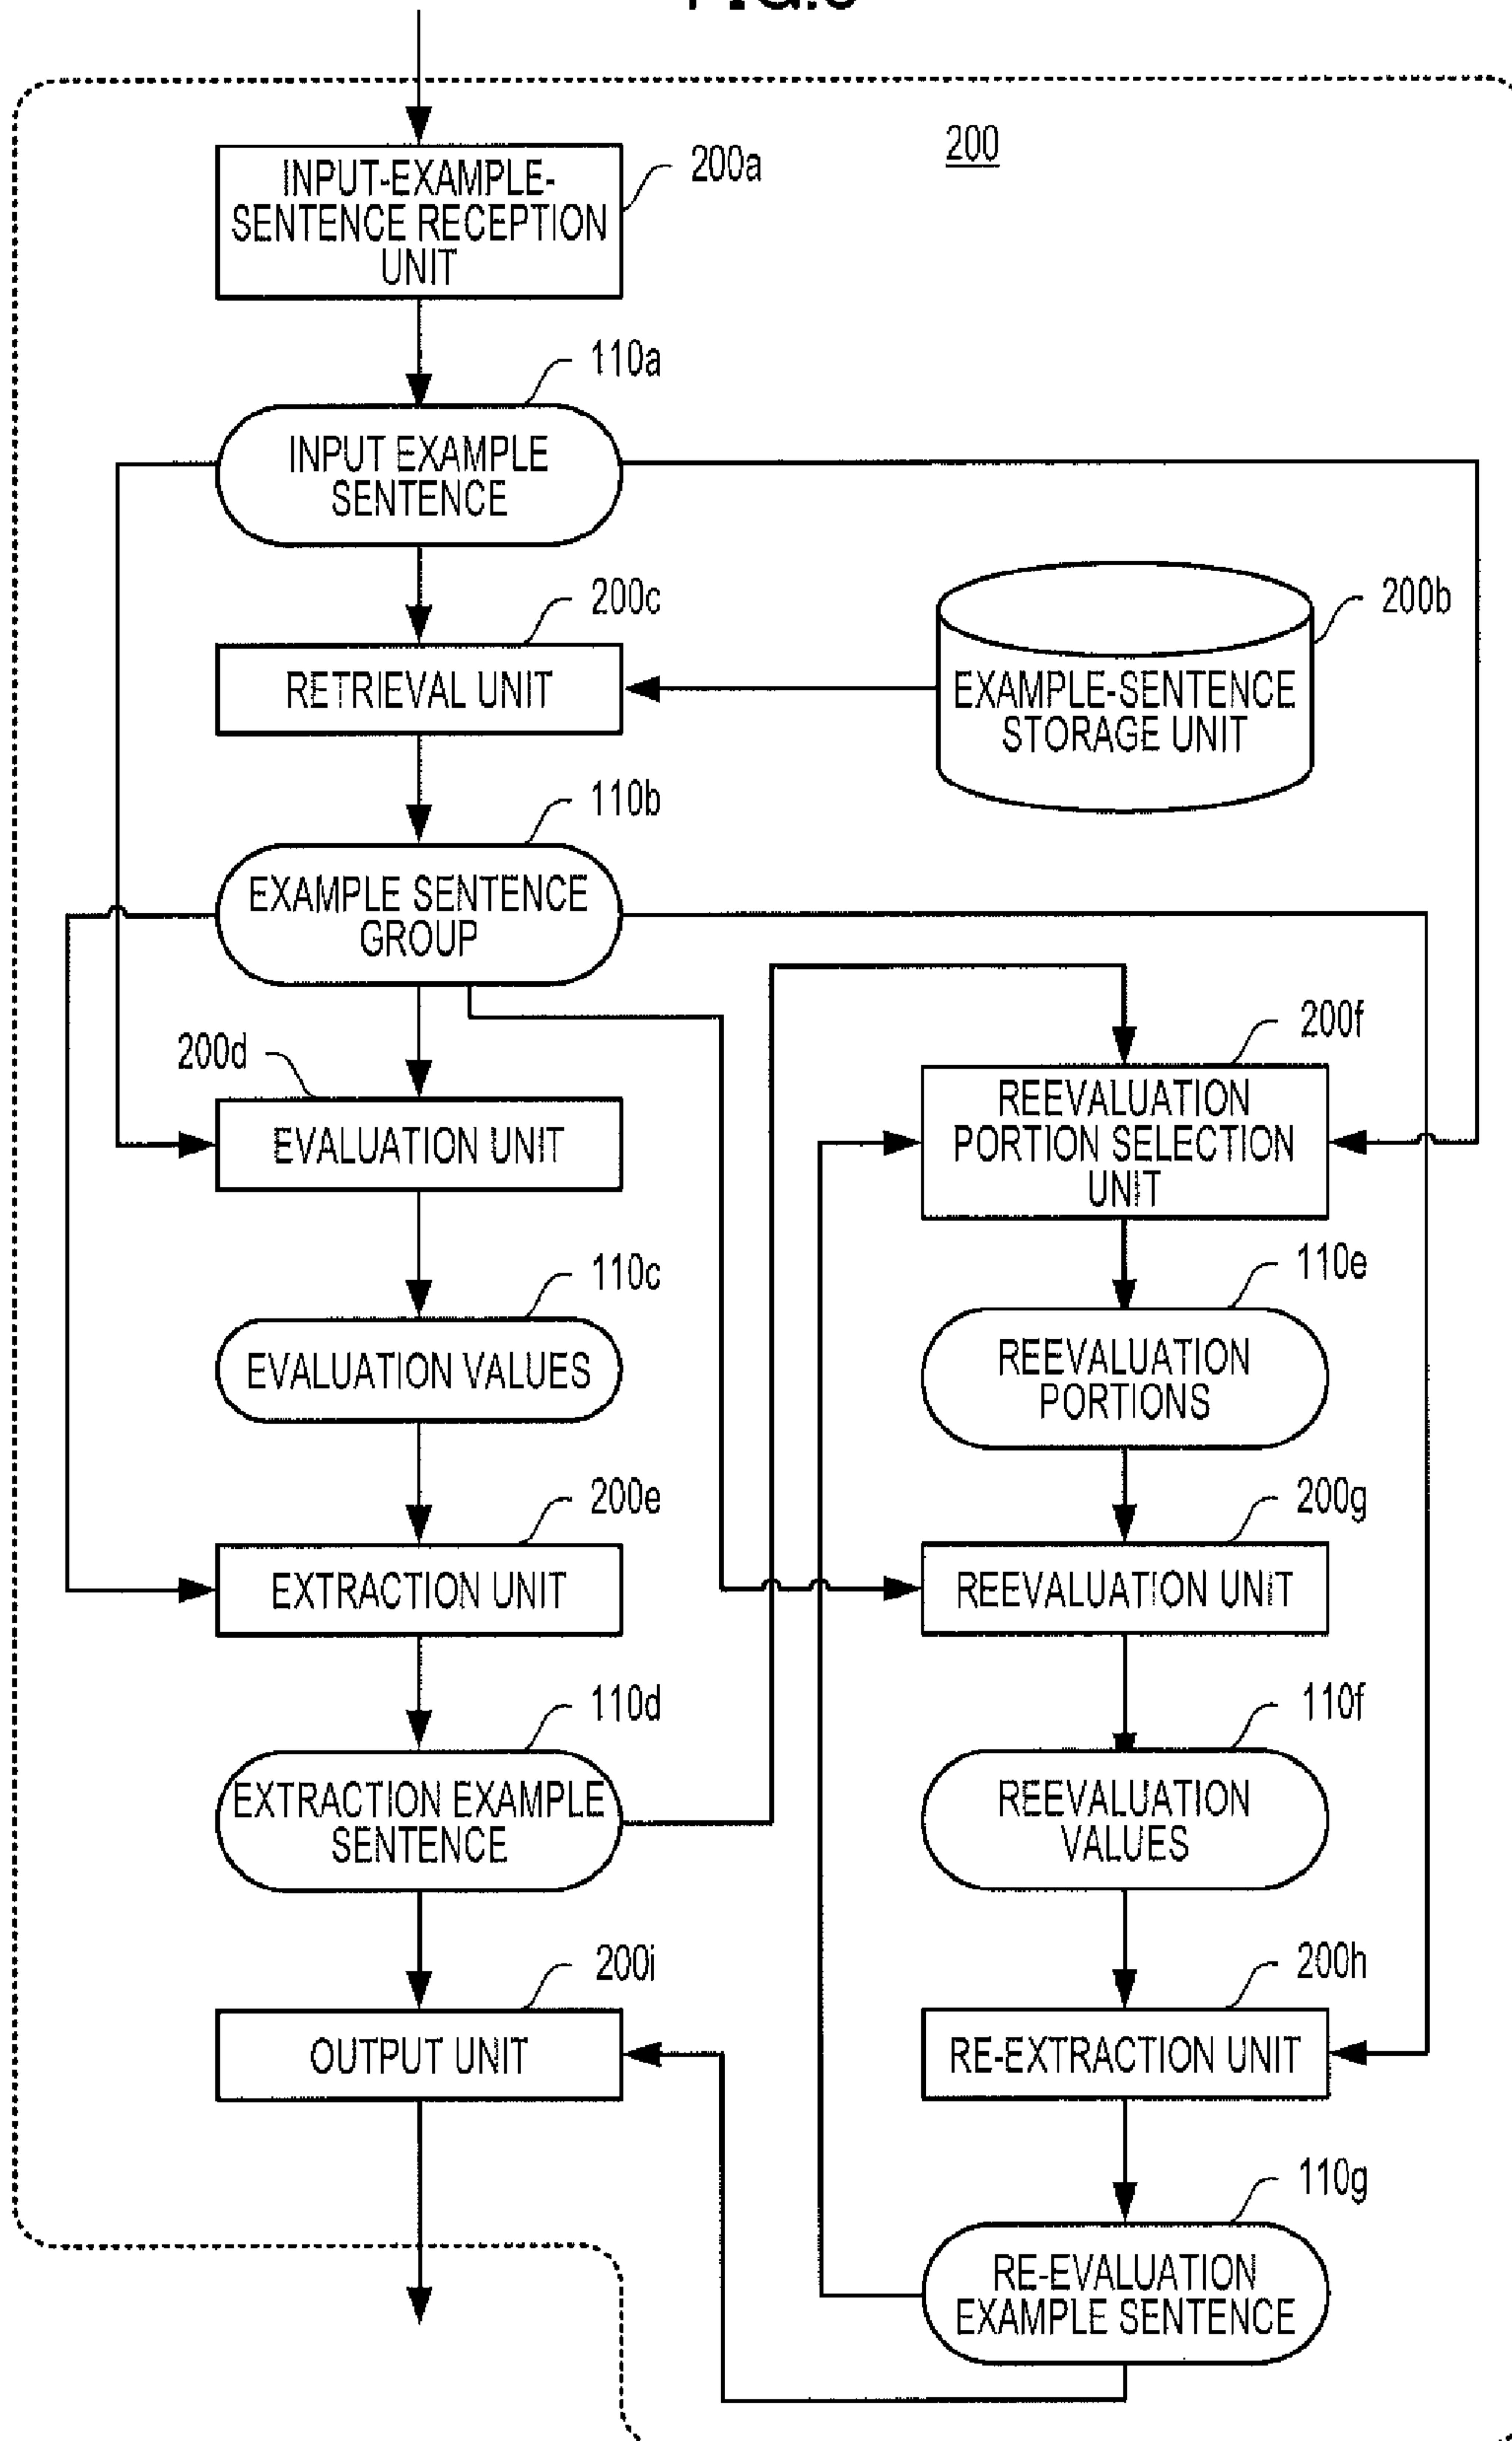 200
200a
INPUT-EXAMPLE-
SENTENCE RECEPTION
UNIT
110a
INPUT EXAMPLE
SENTENCE
200c
RETRIEVAL UNIT
200b
EXAMPLE-SENTENCE
STORAGE UNIT
110b
EXAMPLE SENTENCE
GROUP
200d
EVALUATION UNIT
200f
REEVALUATION
PORTION SELECTION
UNIT
110c
EVALUATION VALUES
110e
REEVALUATION
PORTIONS
200e
EXTRACTION UNIT
200g
REEVALUATION UNIT
110d
EXTRACTION EXAMPLE
SENTENCE
110f
REEVALUATION
VALUES
200i
OUTPUT UNIT
200h
RE-EXTRACTION UNIT
110g
RE-EVALUATION
EXAMPLE SENTENCE